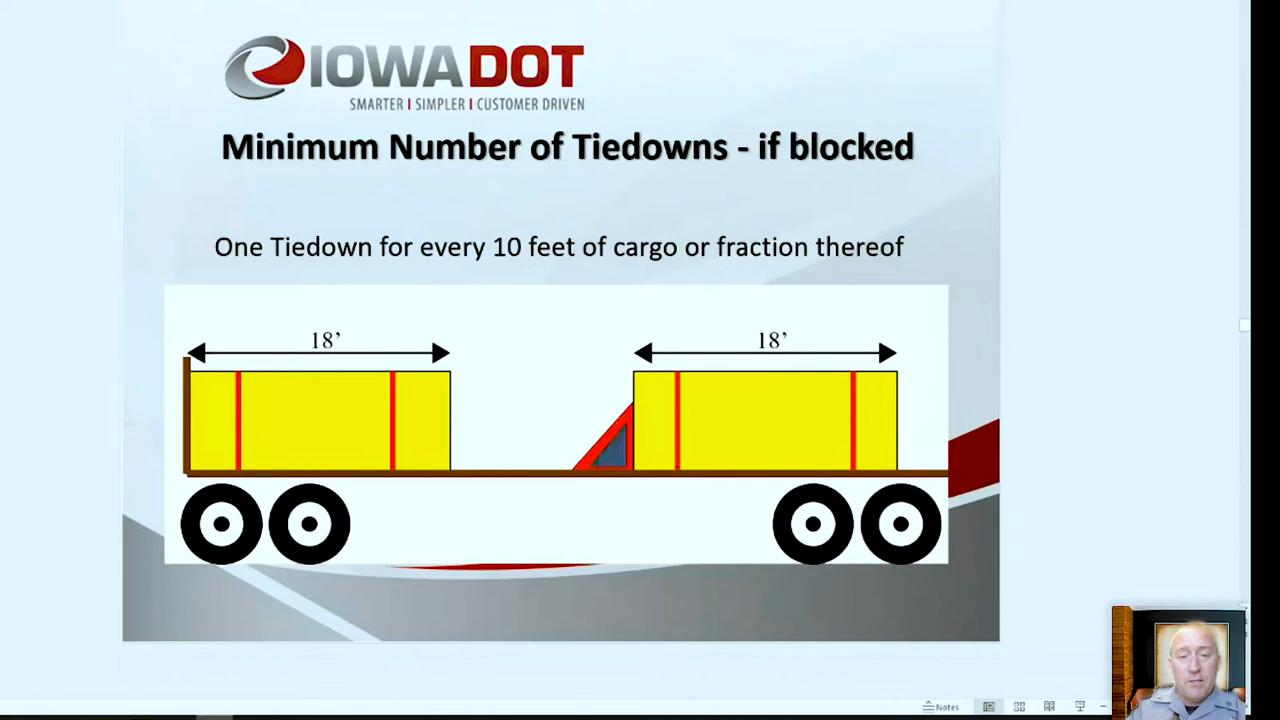 IOWADOT
SMARTER | SIMPLER | CUSTOMER DRIVEN
Minimum Number of Tiedowns - if blocked
One Tiedown for every 10 feet of cargo or fraction thereof
18’ 18’
Notes